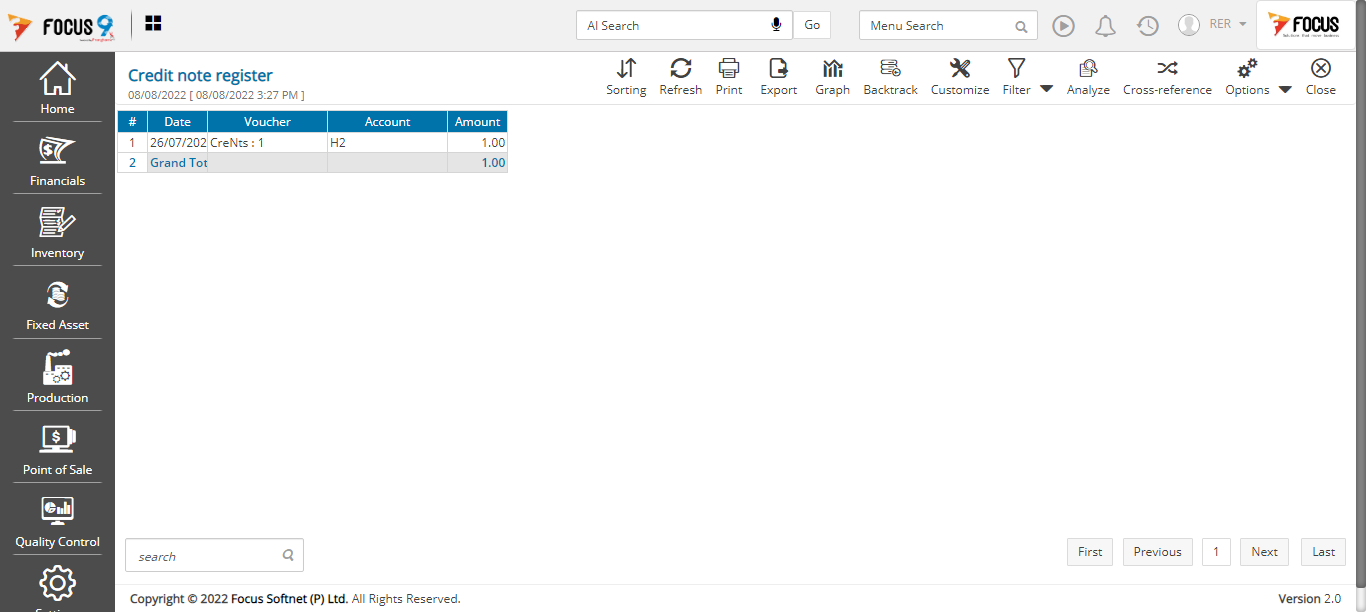 FOCUS 9
AI Search
Go
Menu Search
RER
FOCUS
Home
Financials
Inventory
Fixed Asset
Production
Point of Sale
Quality Control
Credit note register
08/08/2022 [ 08/08/2022 3:27 PM ]
Sorting
Refresh
Print
Export
Graph
Backtrack
Customize
Filter
Analyze
Cross-reference
Options
Close
# Date Voucher Account Amount
1 26/07/202 CreNts : 1 H2 1.00
2 Grand Tot 1.00
search
First
Previous
1
Next
Last
Copyright © 2022 Focus Softnet (P) Ltd. All Rights Reserved.
Version 2.0